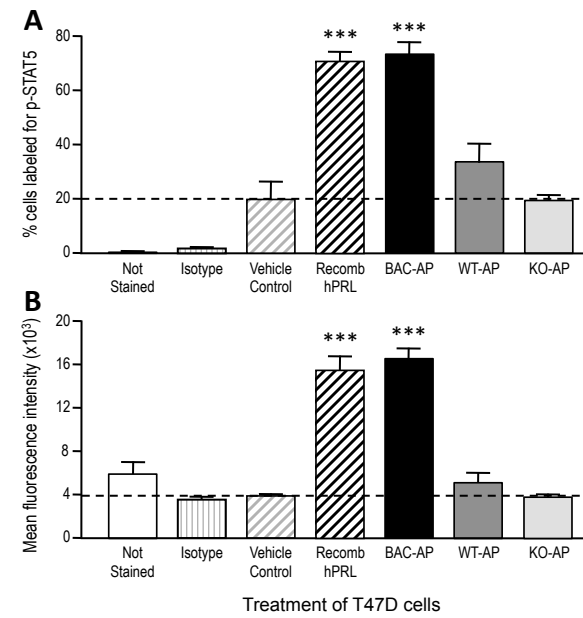 A
% cells labeled for p-STAT5
80
60
40
20
0
*** ***
Not Stained Isotype Vehicle Control Recomb hPRL BAC-AP WT-AP KO-AP
B
Mean fluorescence intensity (x10³)
20
16
12
8
4
0
*** ***
Not Stained Isotype Vehicle Control Recomb hPRL BAC-AP WT-AP KO-AP
Treatment of T47D cells